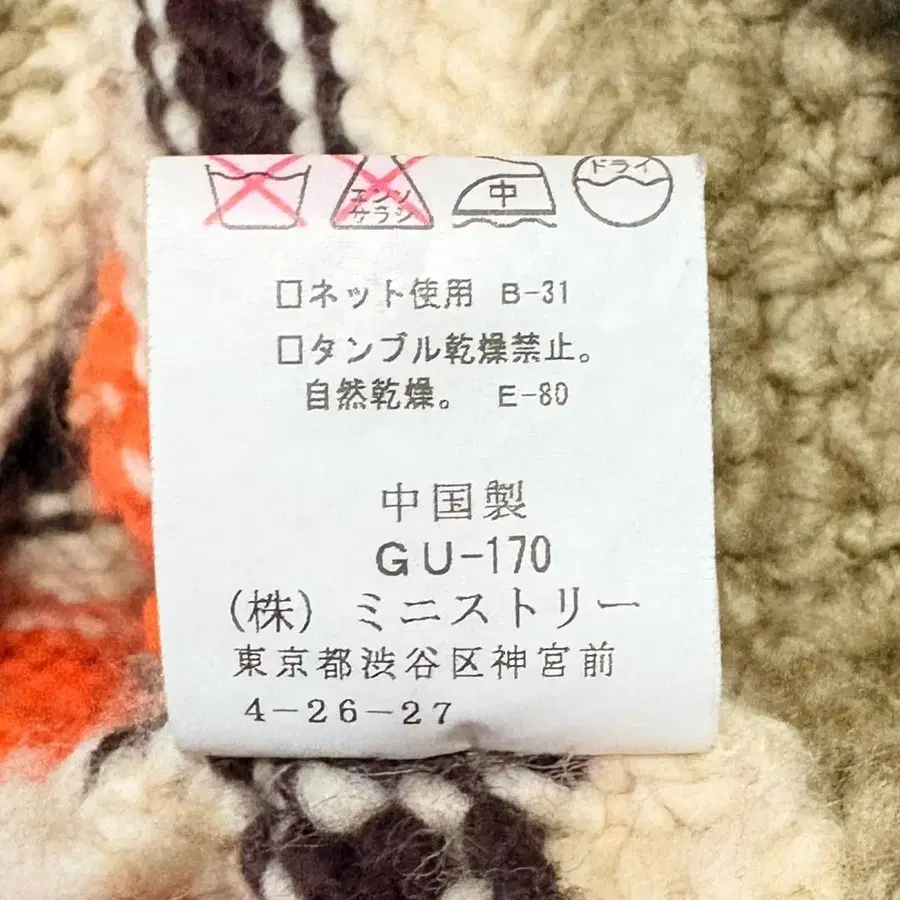 エンソ サラシ 中 ドライ
□ネット使用 B-31
□タンブル乾燥禁止。
自然乾燥。 E-80
中国製
GU-170
(株) ミニストリー
東京都渋谷区神宮前
4-26-27